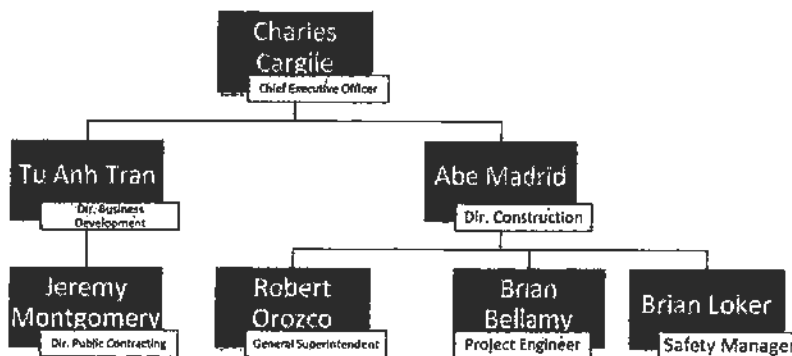 Charles
Cargile
Chief Executive Officer
Tu Anh Tran
Dir. Business
Development
Abe Madrid
Dir. Construction
Jeremy
Montgomery
Dir. Public Contracting
Robert
Orozco
General Superintendent
Brian
Bellamy
Project Engineer
Brian Loker
Safety Manager